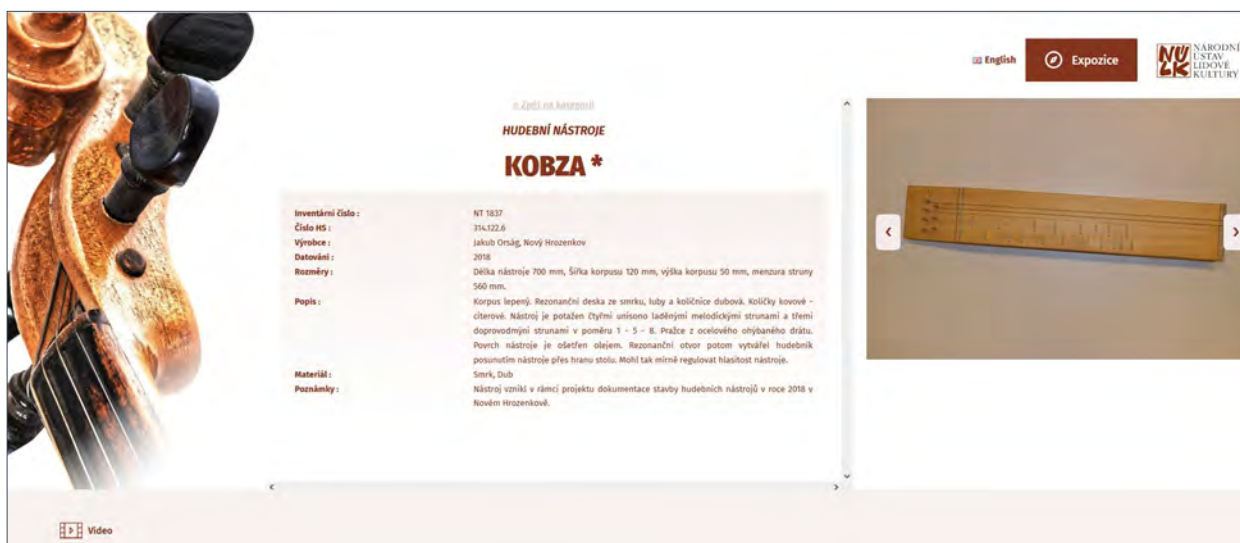 English
Expozice
NÁRODNÍ
ÚSTAV
LIDOVÉ
KULTURY
« Zpět na kategorii
HUDEBNÍ NÁSTROJE
KOBZA *
Inventární číslo : NT 1837
Číslo HS : 314.122.6
Výrobce : Jakub Orság, Nový Hrozenkov
Datování : 2018
Rozměry : Délka nástroje 700 mm, Šířka korpusu 120 mm, výška korpusu 50 mm, menzura struny
560 mm.
Popis : Korpus lepený. Rezonanční deska ze smrku, luby a količnice dubová. Količky kovové -
citerové. Nástroj je potažen čtyřmi unisono laděnými melodickými strunami a třemi
doprovodnými strunami v poměru 1 - 5 - 8. Pražce z ocelového ohýbaného drátu.
Povrch nástroje je ošetřen olejem. Rezonanční otvor potom vytvářel hudebník
posunutím nástroje přes hranu stolu. Mohl tak mírně regulovat hlasitost nástroje.
Materiál : Smrk, Dub
Poznámky : Nástroj vznikl v rámci projektu dokumentace stavby hudebních nástrojů v roce 2018 v
Novém Hrozenkově.
Video